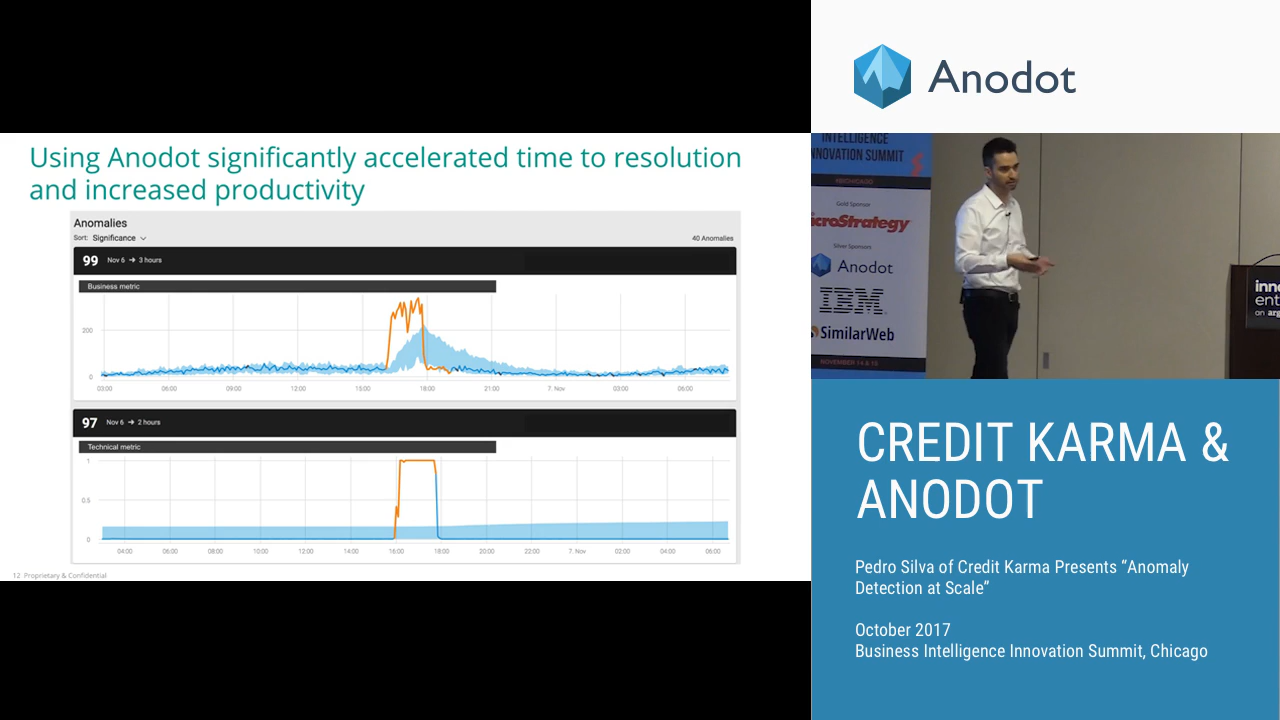 Using Anodot significantly accelerated time to resolution
and increased productivity
Anomalies
Sort: Significance
40 Anomalies
99 Nov 6 → 3 hours
Business metric
200
0
03:00 06:00 09:00 12:00 15:00 18:00 21:00 7. Nov 03:00 06:00
97 Nov 6 → 2 hours
Technical metric
1
0.5
0
04:00 06:00 08:00 10:00 12:00 14:00 16:00 18:00 20:00 22:00 7. Nov 02:00 04:00 06:00
12 Proprietary & Confidential
Anodot
INTELLIGENCE
NNOVATION SUMMIT
Gold Sponsor
icroStrategy
Silver Sponsors
Anodot
IBM
SimilarWeb
inno
ent
on arg
CREDIT KARMA &
ANODOT
Pedro Silva of Credit Karma Presents “Anomaly
Detection at Scale”
October 2017
Business Intelligence Innovation Summit, Chicago